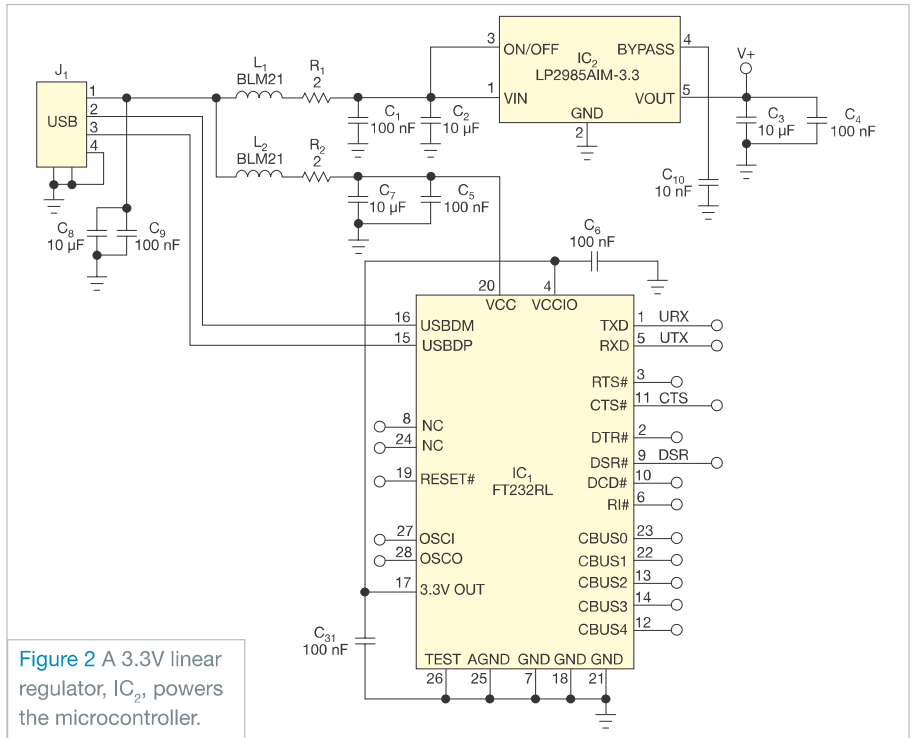 3 ON/OFF BYPASS 4
IC2
LP2985AIM-3.3
1 VIN VOUT 5
GND
2
V+
J1
USB
1
2
3
4
L1
BLM21
R1
2
C1
100 nF
C2
10 µF
C3
10 µF
C4
100 nF
L2
BLM21
R2
2
C7
10 µF
C5
100 nF
C10
10 nF
C8
10 µF
C9
100 nF
C6
100 nF
20 4
VCC VCCIO
16 USBDM
15 USBDP
8 NC
24 NC
19 RESET#
27 OSCI
28 OSCO
17 3.3V OUT
IC1
FT232RL
TXD 1 URX
RXD 5 UTX
RTS# 3
CTS# 11 CTS
DTR# 2
DSR# 9 DSR
DCD# 10
RI# 6
CBUS0 23
CBUS1 22
CBUS2 13
CBUS3 14
CBUS4 12
C31
100 nF
TEST AGND GND GND GND
26 25 7 18 21
Figure 2 A 3.3V linear
regulator, IC2, powers
the microcontroller.